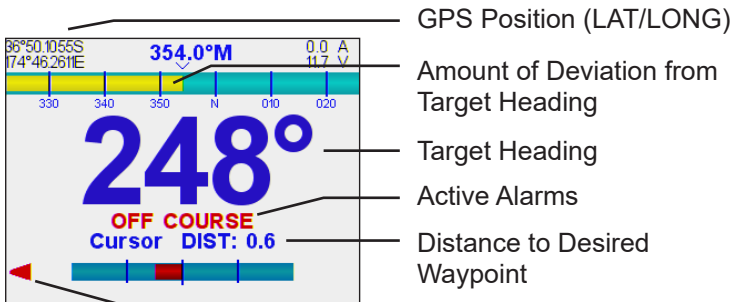 GPS Position (LAT/LONG)
36°50.1055S 354.0°M 0.0 A
174°46.2611E 11.7 V
Amount of Deviation from
Target Heading
330 340 350 N 010 020
248°
Target Heading
Active Alarms
OFF COURSE
Cursor DIST: 0.6
Distance to Desired
Waypoint